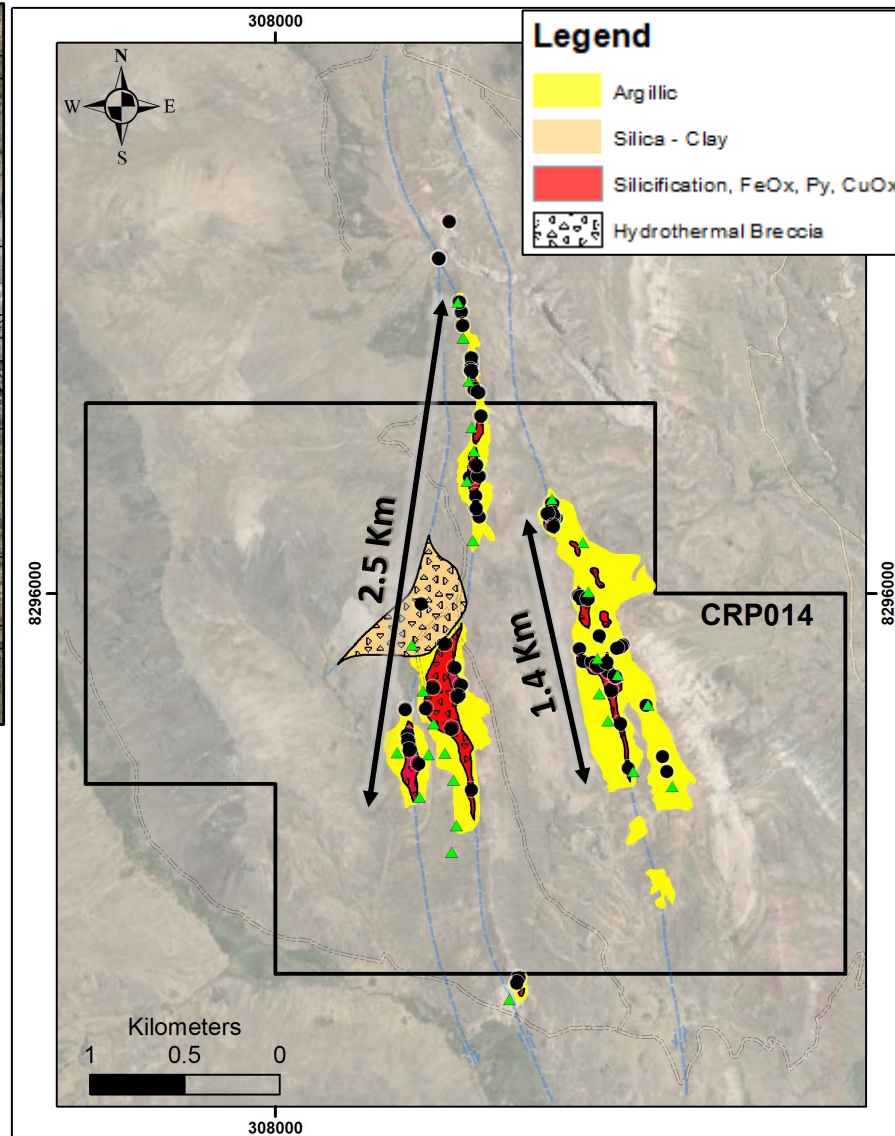 308000
N
W E
S
Legend
Argillic
Silica - Clay
Silicification, FeOx, Py, CuOx
Hydrothermal Breccia
2.5 Km
8296000
8296000
CRP014
1.4 Km
Kilometers
1 0.5 0
308000